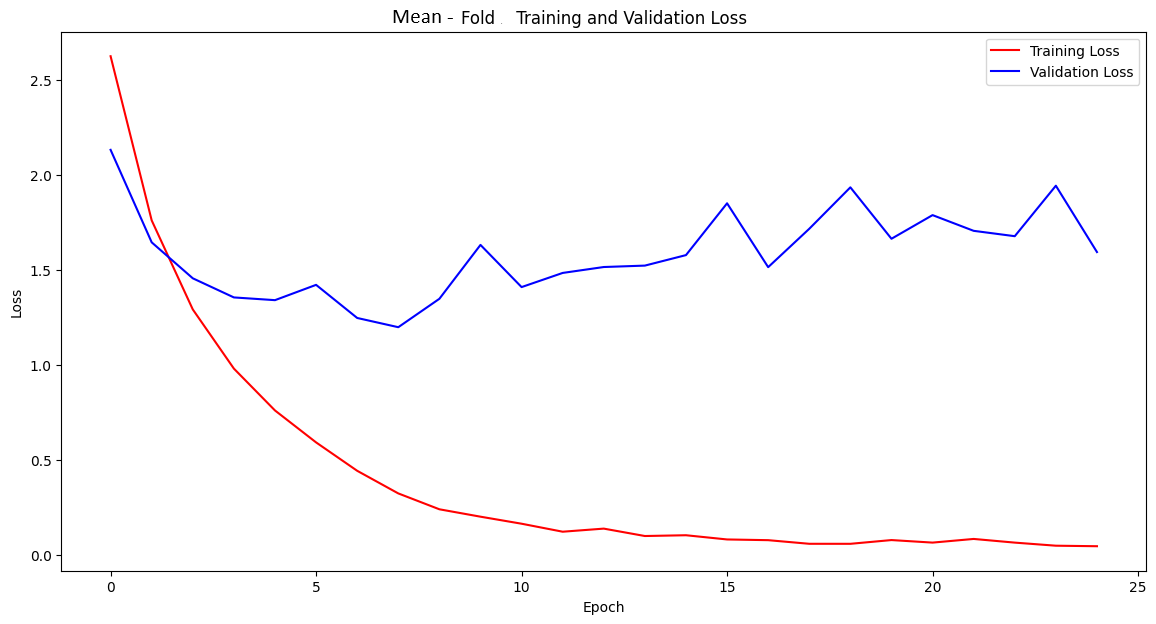 Mean - Fold . Training and Validation Loss
Training Loss
Validation Loss
Loss
2.5
2.0
1.5
1.0
0.5
0.0
0 5 10 15 20 25
Epoch